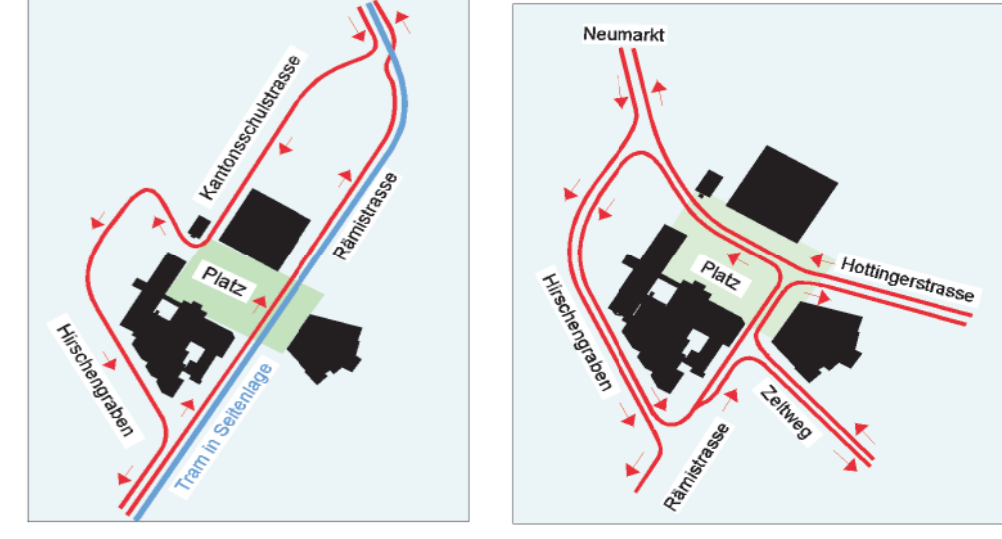 Kantonsschulstrasse
Rämistrasse
Platz
Hirschengraben
Tram in Seitenlage
Neumarkt
Hottingerstrasse
Platz
Hirschengraben
Zeltweg
Rämistrasse